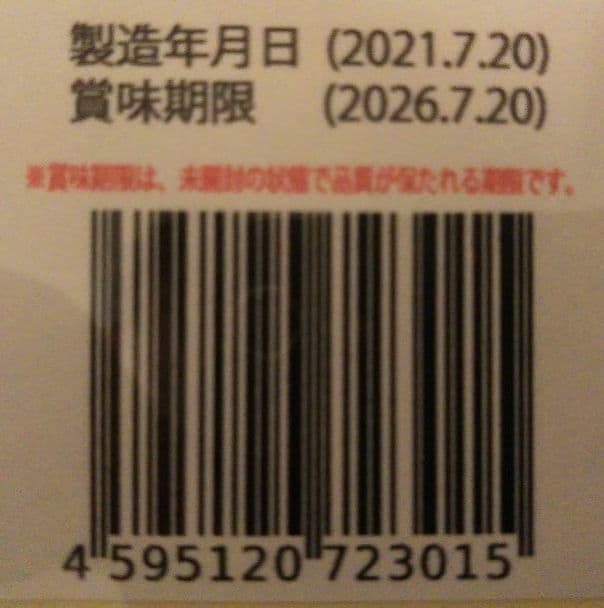 製造年月日 (2021.7.20)
賞味期限 (2026.7.20)
※賞味期限は、未開封の状態で品質が保たれる期限です。
4 595120 723015